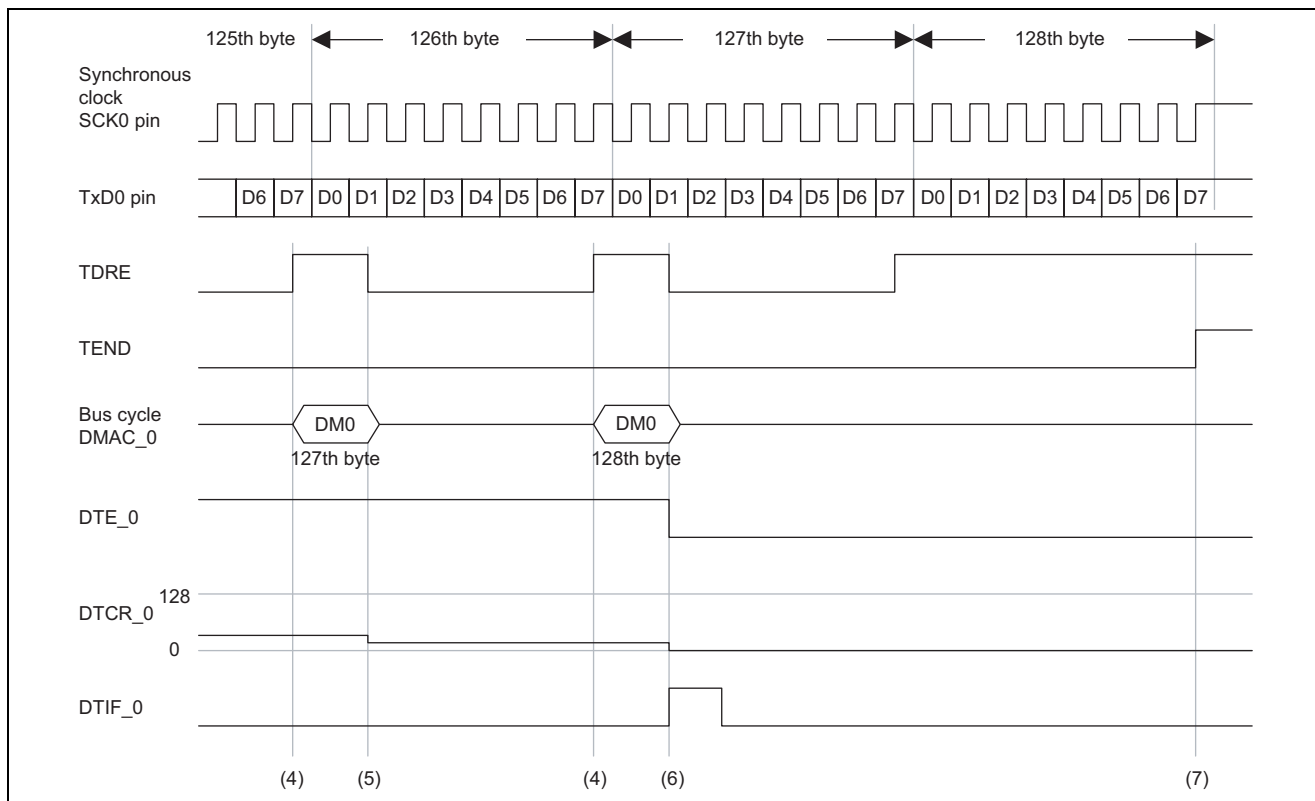 125th byte 126th byte 127th byte 128th byte
Synchronous
clock
SCK0 pin
TxD0 pin D6 D7 D0 D1 D2 D3 D4 D5 D6 D7 D0 D1 D2 D3 D4 D5 D6 D7 D0 D1 D2 D3 D4 D5 D6 D7
TDRE
TEND
Bus cycle
DMAC_0
DM0 DM0
127th byte 128th byte
DTE_0
128
DTCR_0
0
DTIF_0
(4) (5) (4) (6) (7)